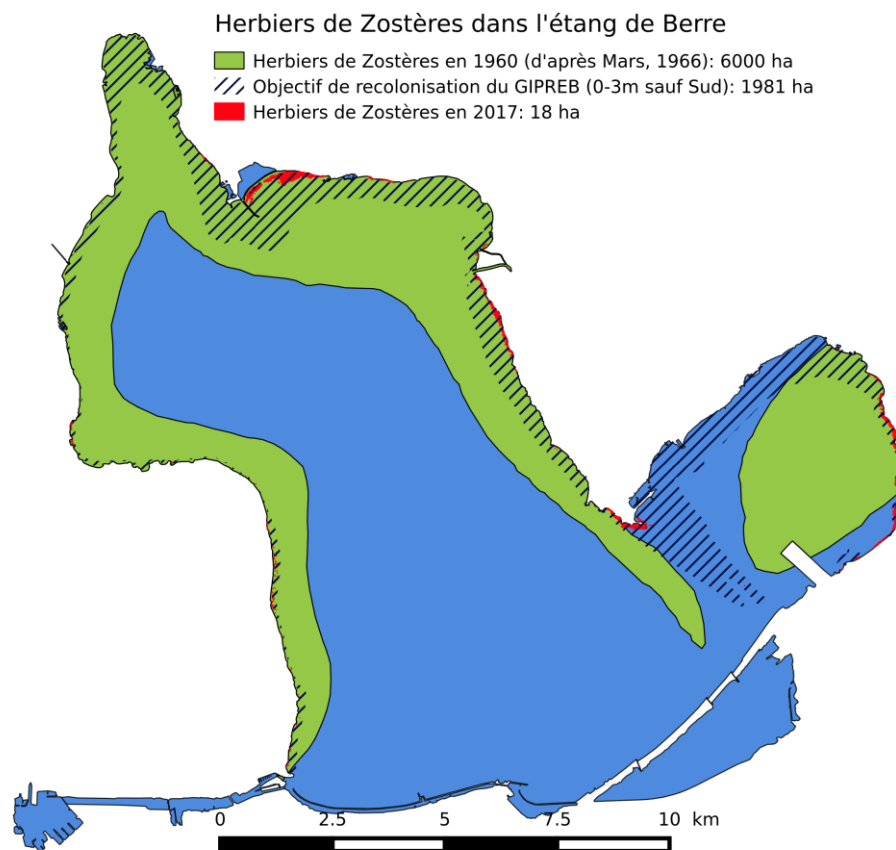 Herbiers de Zostères dans l'étang de Berre
Herbiers de Zostères en 1960 (d'après Mars, 1966): 6000 ha
Objectif de recolonisation du GIPREB (0-3m sauf Sud): 1981 ha
Herbiers de Zostères en 2017: 18 ha
0 2.5 5 7.5 10 km